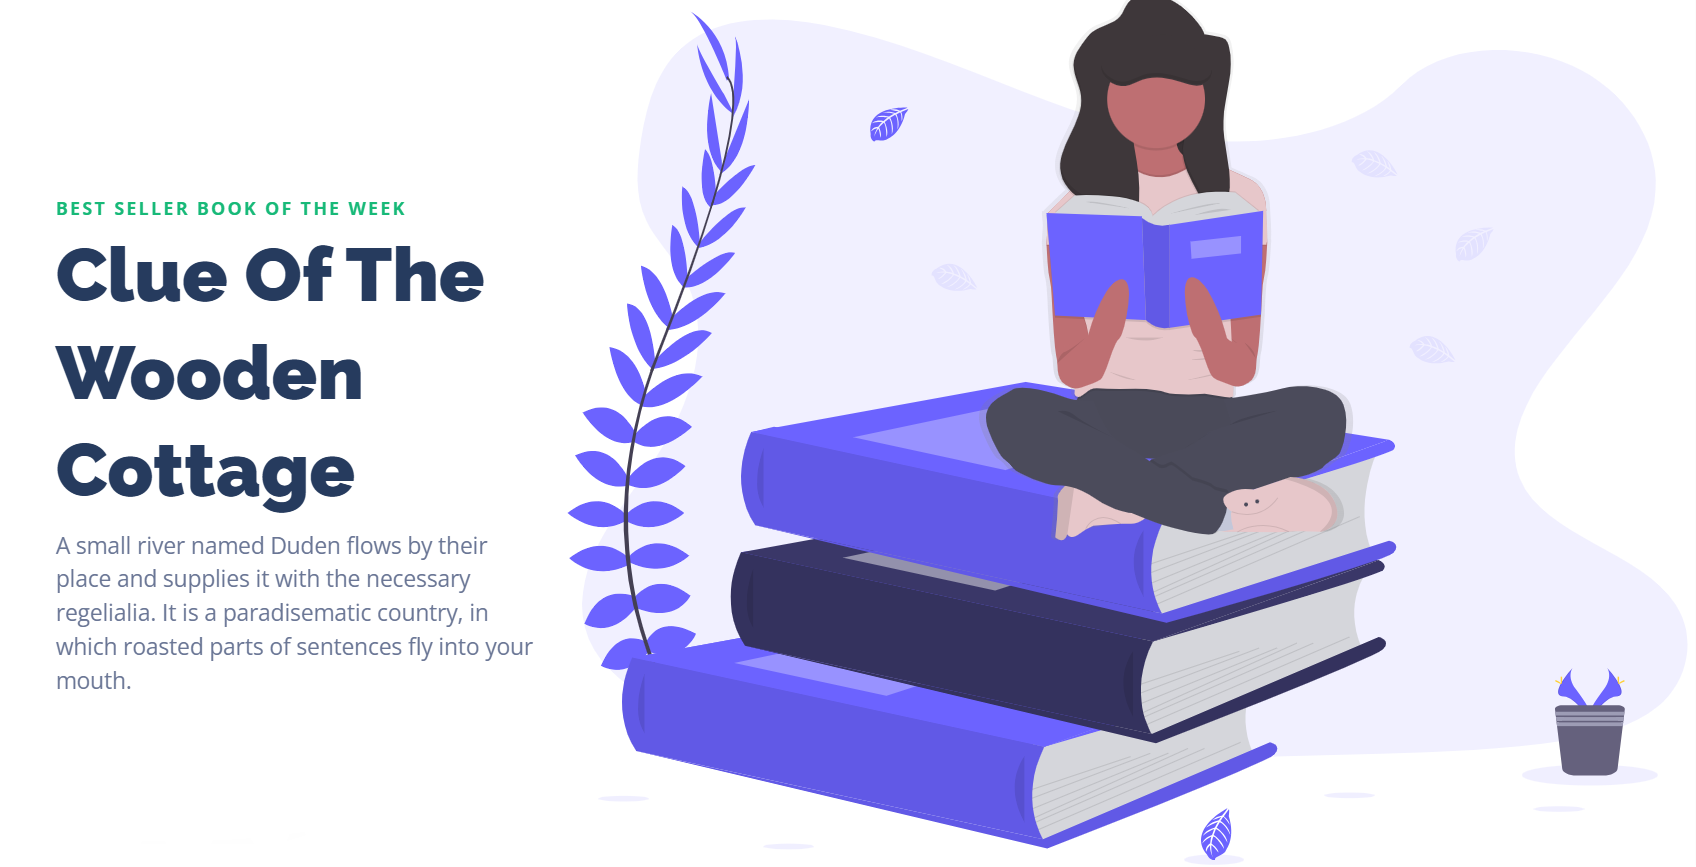 BEST SELLER BOOK OF THE WEEK
Clue Of The
Wooden
Cottage
A small river named Duden flows by their
place and supplies it with the necessary
regelialia. It is a paradisematic country, in
which roasted parts of sentences fly into your
mouth.